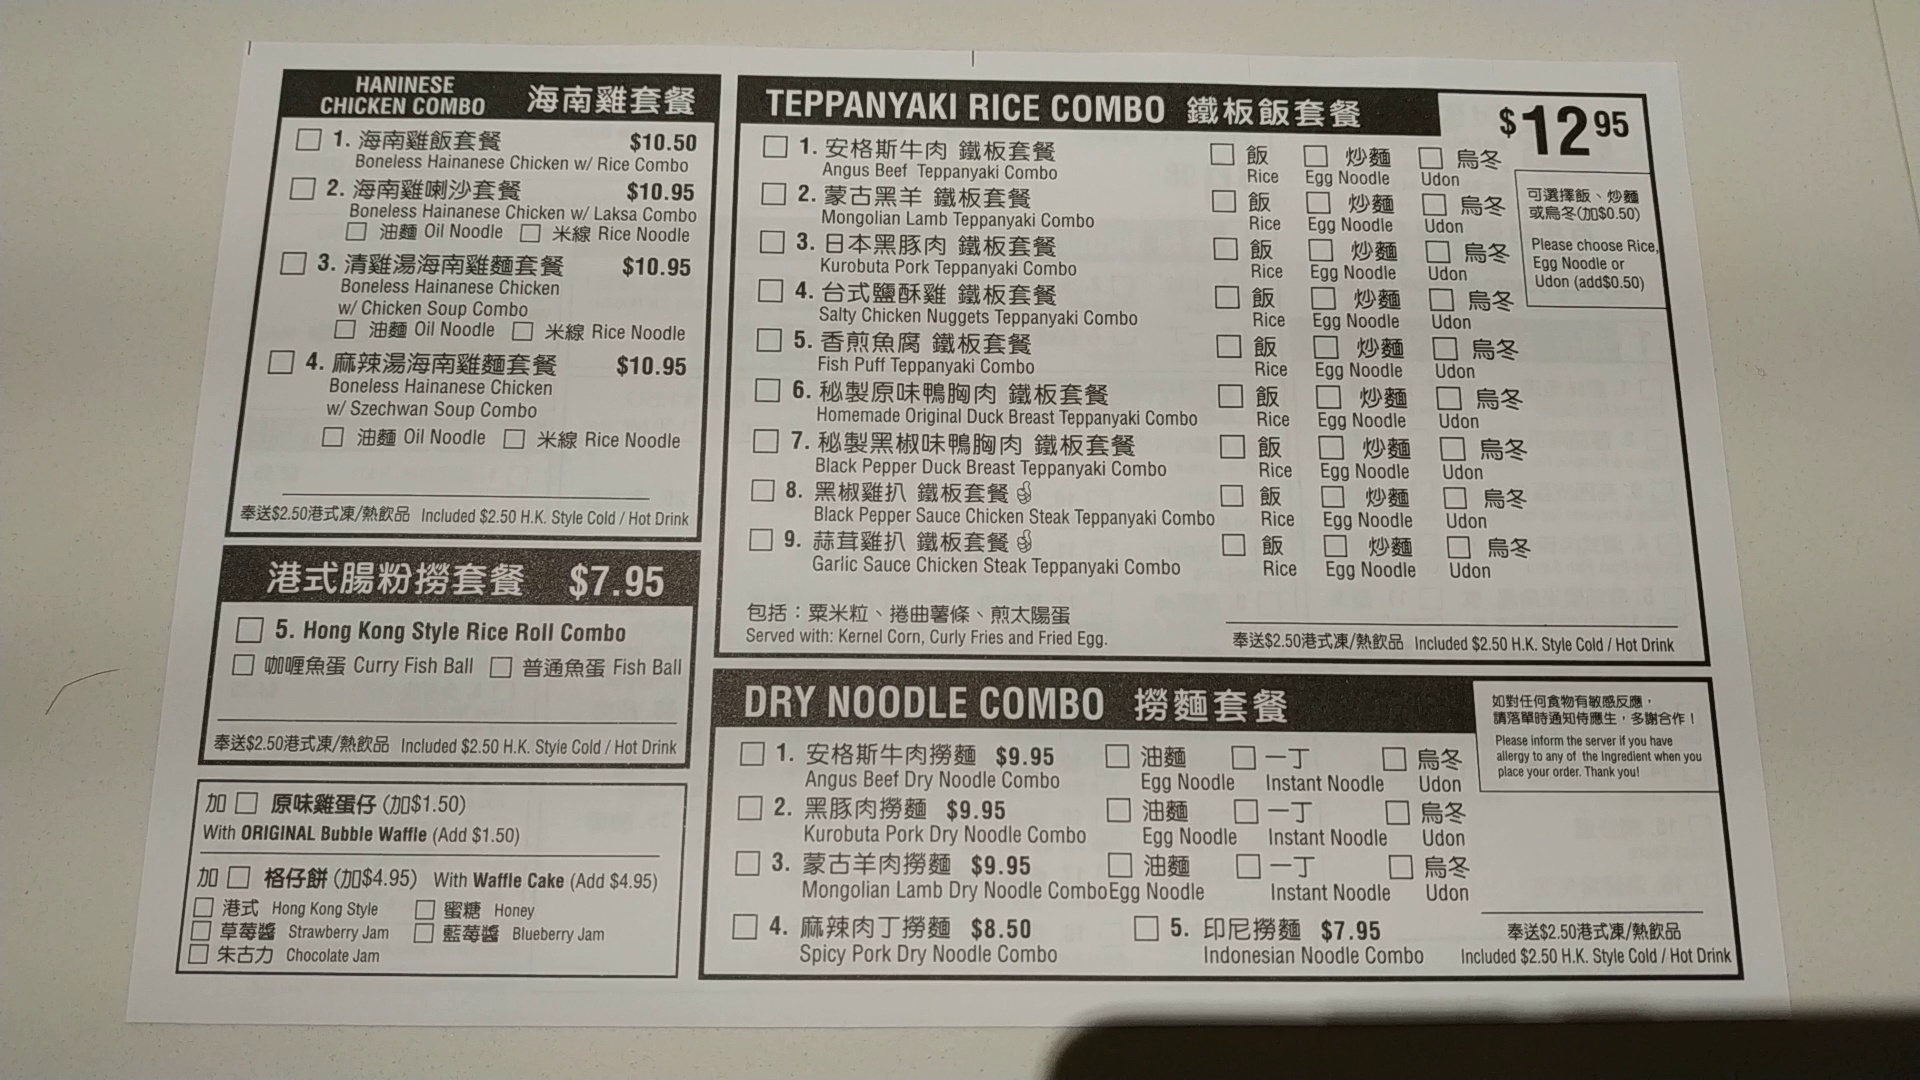 HANINESE
CHICKEN COMBO 海南雞套餐
1. 海南雞飯套餐 $10.50
Boneless Hainanese Chicken w/ Rice Combo
2. 海南雞喇沙套餐 $10.95
Boneless Hainanese Chicken w/ Laksa Combo
油麵 Oil Noodle 米線 Rice Noodle
3. 清雞湯海南雞麵套餐 $10.95
Boneless Hainanese Chicken
w/ Chicken Soup Combo
油麵 Oil Noodle 米線 Rice Noodle
4. 麻辣湯海南雞麵套餐 $10.95
Boneless Hainanese Chicken
w/ Szechwan Soup Combo
油麵 Oil Noodle 米線 Rice Noodle
奉送$2.50港式凍/熱飲品 Included $2.50 H.K. Style Cold / Hot Drink
港式腸粉撈套餐 $7.95
5. Hong Kong Style Rice Roll Combo
咖喱魚蛋 Curry Fish Ball 普通魚蛋 Fish Ball
奉送$2.50港式凍/熱飲品 Included $2.50 H.K. Style Cold / Hot Drink
加 原味雞蛋仔 (加$1.50)
With ORIGINAL Bubble Waffle (Add $1.50)
加 格仔餅 (加$4.95) With Waffle Cake (Add $4.95)
港式 Hong Kong Style 蜜糖 Honey
草莓醬 Strawberry Jam 藍莓醬 Blueberry Jam
朱古力 Chocolate Jam
TEPPANYAKI RICE COMBO 鐵板飯套餐 $12.95
1. 安格斯牛肉 鐵板套餐 飯 炒麵 烏冬
Angus Beef Teppanyaki Combo Rice Egg Noodle Udon
2. 蒙古黑羊 鐵板套餐 飯 炒麵 烏冬
Mongolian Lamb Teppanyaki Combo Rice Egg Noodle Udon
3. 日本黑豚肉 鐵板套餐 飯 炒麵 烏冬
Kurobuta Pork Teppanyaki Combo Rice Egg Noodle Udon
4. 台式鹽酥雞 鐵板套餐 飯 炒麵 烏冬
Salty Chicken Nuggets Teppanyaki Combo Rice Egg Noodle Udon
5. 香煎魚腐 鐵板套餐 飯 炒麵 烏冬
Fish Puff Teppanyaki Combo Rice Egg Noodle Udon
6. 秘製原味鴨胸肉 鐵板套餐 飯 炒麵 烏冬
Homemade Original Duck Breast Teppanyaki Combo Rice Egg Noodle Udon
7. 秘製黑椒味鴨胸肉 鐵板套餐 飯 炒麵 烏冬
Black Pepper Duck Breast Teppanyaki Combo Rice Egg Noodle Udon
8. 黑椒雞扒 鐵板套餐 飯 炒麵 烏冬
Black Pepper Sauce Chicken Steak Teppanyaki Combo Rice Egg Noodle Udon
9. 蒜茸雞扒 鐵板套餐 飯 炒麵 烏冬
Garlic Sauce Chicken Steak Teppanyaki Combo Rice Egg Noodle Udon
可選擇飯、炒麵
或烏冬(加$0.50)
Please choose Rice,
Egg Noodle or
Udon (add$0.50)
包括：粟米粒、捲曲薯條、煎太陽蛋
Served with: Kernel Corn, Curly Fries and Fried Egg.
奉送$2.50港式凍/熱飲品 Included $2.50 H.K. Style Cold / Hot Drink
DRY NOODLE COMBO 撈麵套餐
如對任何食物有敏感反應，
請落單時通知侍應生，多謝合作！
Please inform the server if you have
allergy to any of the Ingredient when you
place your order. Thank you!
1. 安格斯牛肉撈麵 $9.95 油麵 一丁 烏冬
Angus Beef Dry Noodle Combo Egg Noodle Instant Noodle Udon
2. 黑豚肉撈麵 $9.95 油麵 一丁 烏冬
Kurobuta Pork Dry Noodle Combo Egg Noodle Instant Noodle Udon
3. 蒙古羊肉撈麵 $9.95 油麵 一丁 烏冬
Mongolian Lamb Dry Noodle Combo Egg Noodle Instant Noodle Udon
4. 麻辣肉丁撈麵 $8.50 5. 印尼撈麵 $7.95
Spicy Pork Dry Noodle Combo Indonesian Noodle Combo
奉送$2.50港式凍/熱飲品
Included $2.50 H.K. Style Cold / Hot Drink